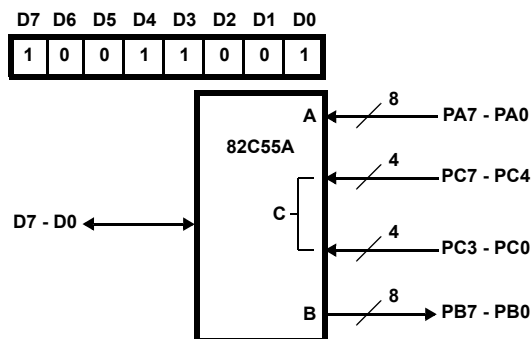 D7 D6 D5 D4 D3 D2 D1 D0
1 0 0 1 1 0 0 1
A
8
PA7 - PA0
82C55A
4
PC7 - PC4
C
D7 - D0
4
PC3 - PC0
B
8
PB7 - PB0